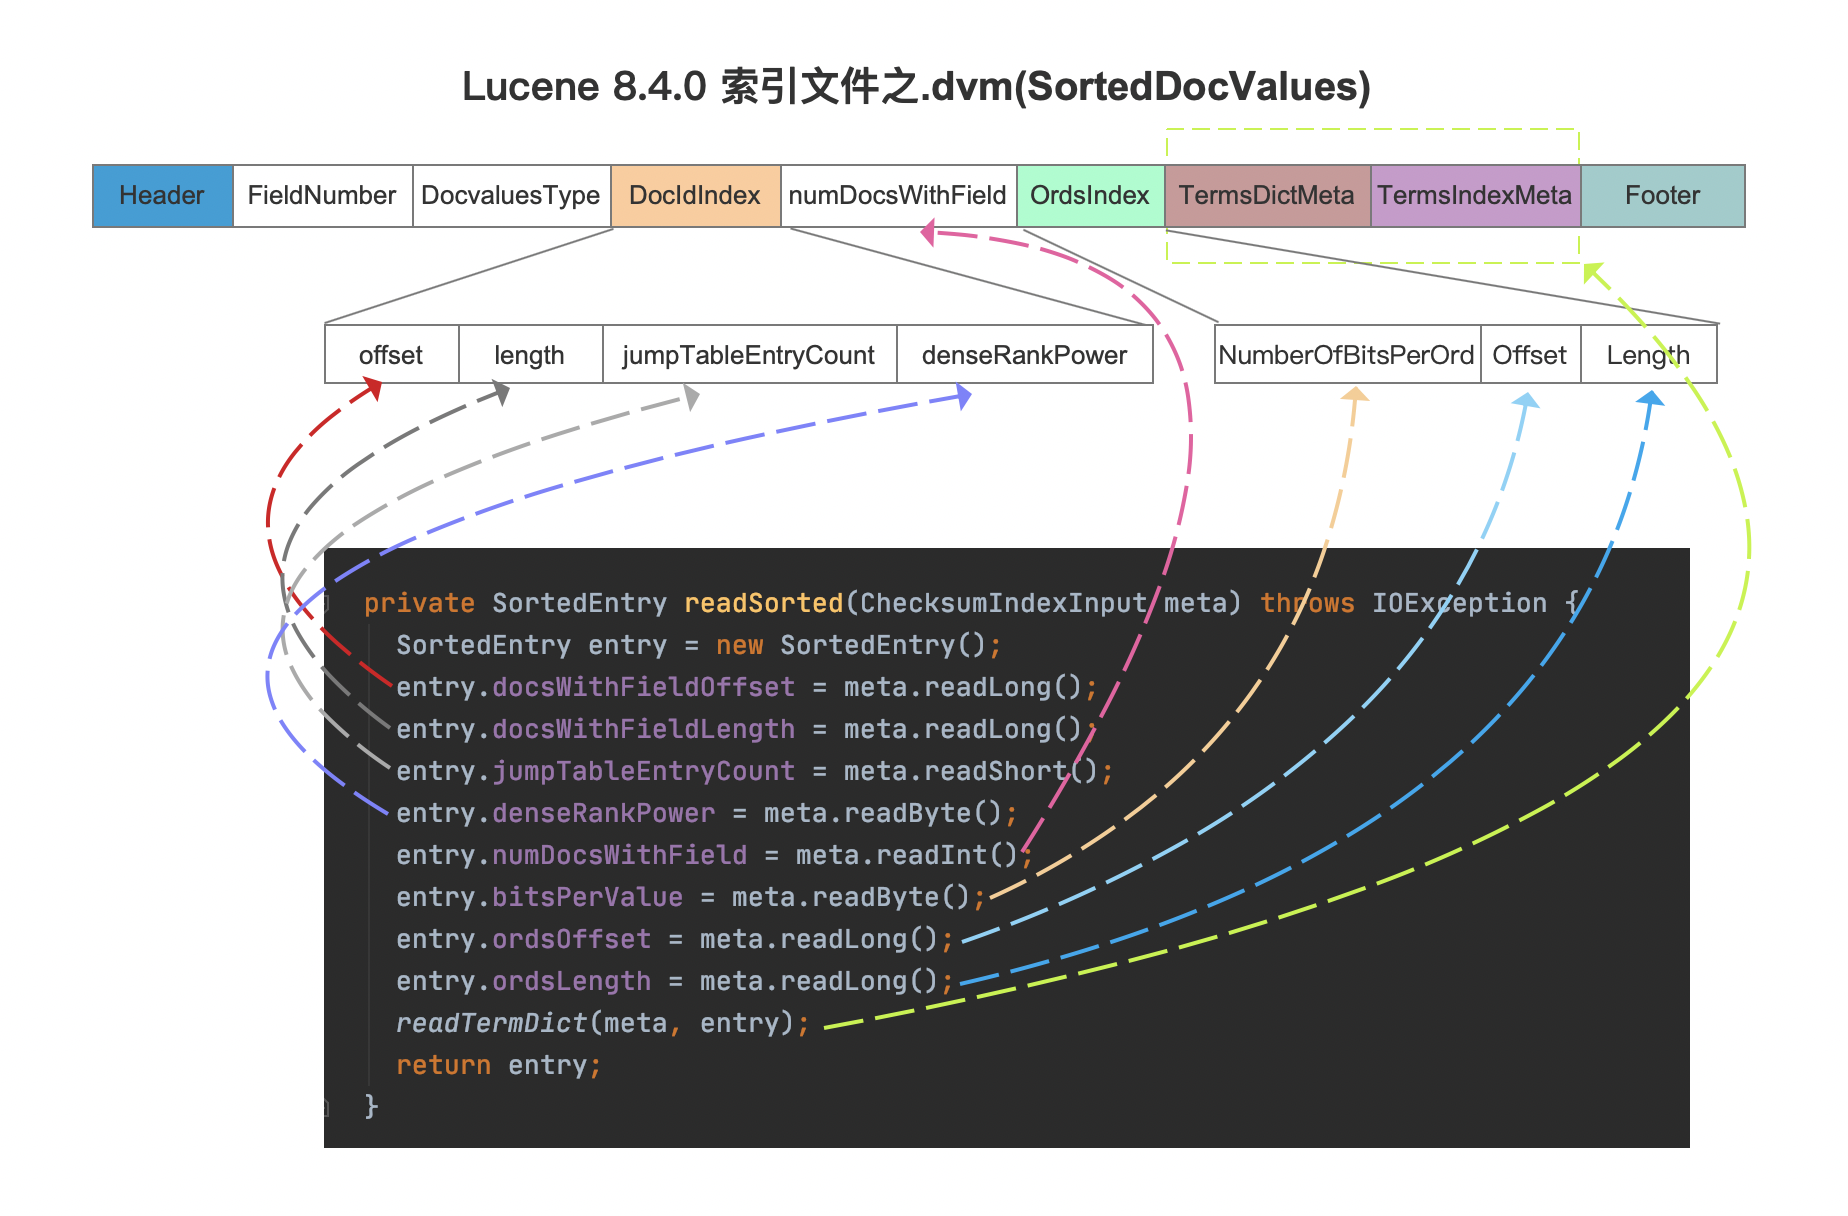 Lucene 8.4.0 索引文件之.dvm(SortedDocValues)
Header FieldNumber DocvaluesType DocIdIndex numDocsWithField OrdsIndex TermsDictMeta TermsIndexMeta Footer
offset length jumpTableEntryCount denseRankPower NumberOfBitsPerOrd Offset Length
private SortedEntry readSorted(ChecksumIndexInput meta) throws IOException {
SortedEntry entry = new SortedEntry();
entry.docsWithFieldOffset = meta.readLong();
entry.docsWithFieldLength = meta.readLong();
entry.jumpTableEntryCount = meta.readShort();
entry.denseRankPower = meta.readByte();
entry.numDocsWithField = meta.readInt();
entry.bitsPerValue = meta.readByte();
entry.ordsOffset = meta.readLong();
entry.ordsLength = meta.readLong();
readTermDict(meta, entry);
return entry;
}